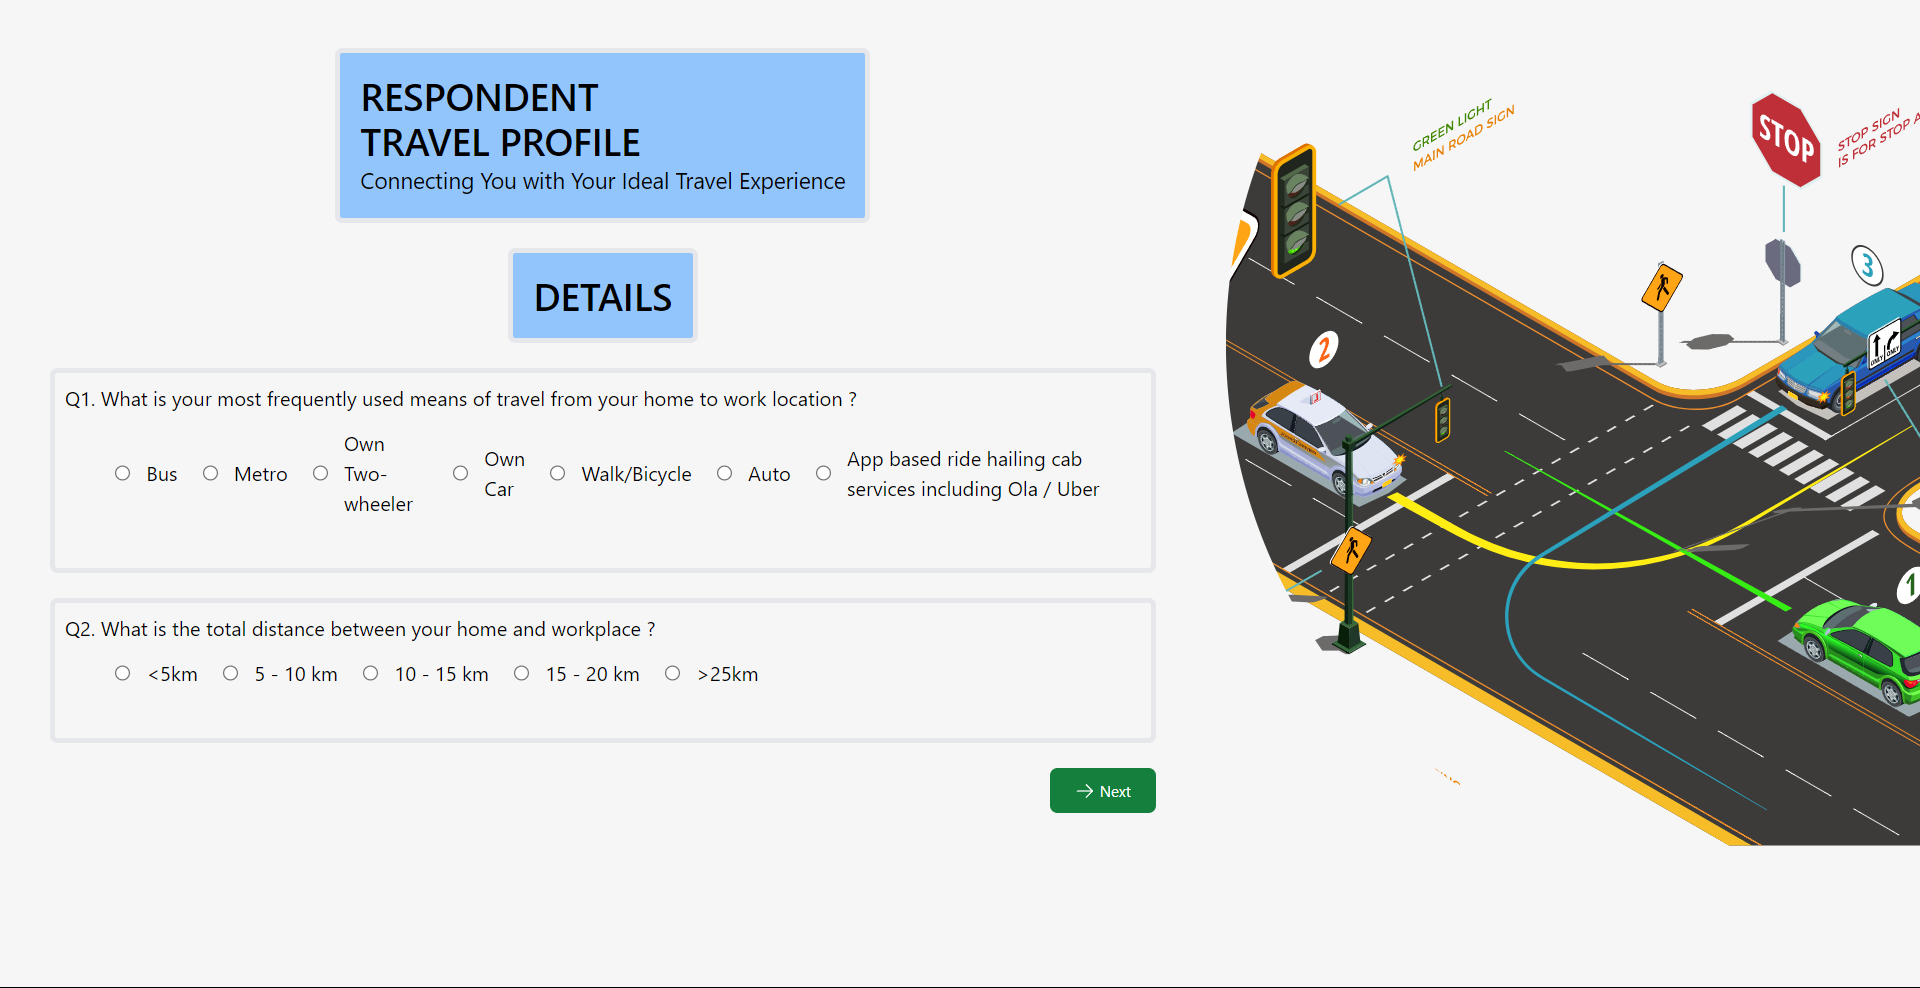 RESPONDENT
TRAVEL PROFILE
Connecting You with Your Ideal Travel Experience
DETAILS
Q1. What is your most frequently used means of travel from your home to work location ?
Bus
Metro
Own
Two-
wheeler
Own
Car
Walk/Bicycle
Auto
App based ride hailing cab
services including Ola / Uber
Q2. What is the total distance between your home and workplace ?
<5km
5 - 10 km
10 - 15 km
15 - 20 km
>25km
Next
GREEN LIGHT
MAIN ROAD SIGN
STOP
STOP SIGN
IS FOR STOP A
3
ONLY ONLY
2
1